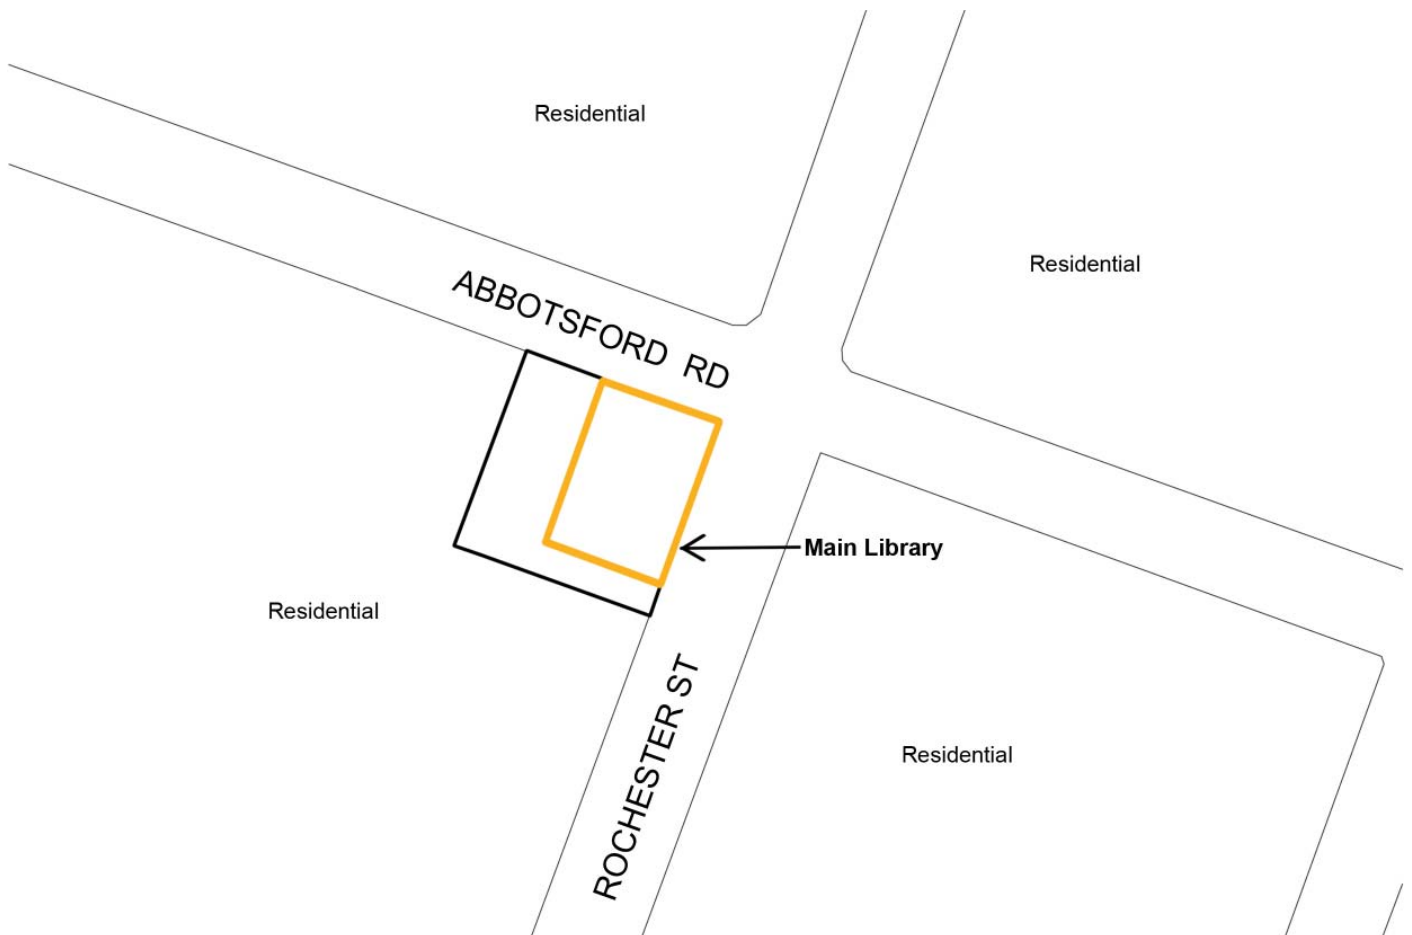 Residential
Residential
ABBOTSFORD RD
Main Library
Residential
ROCHESTER ST
Residential